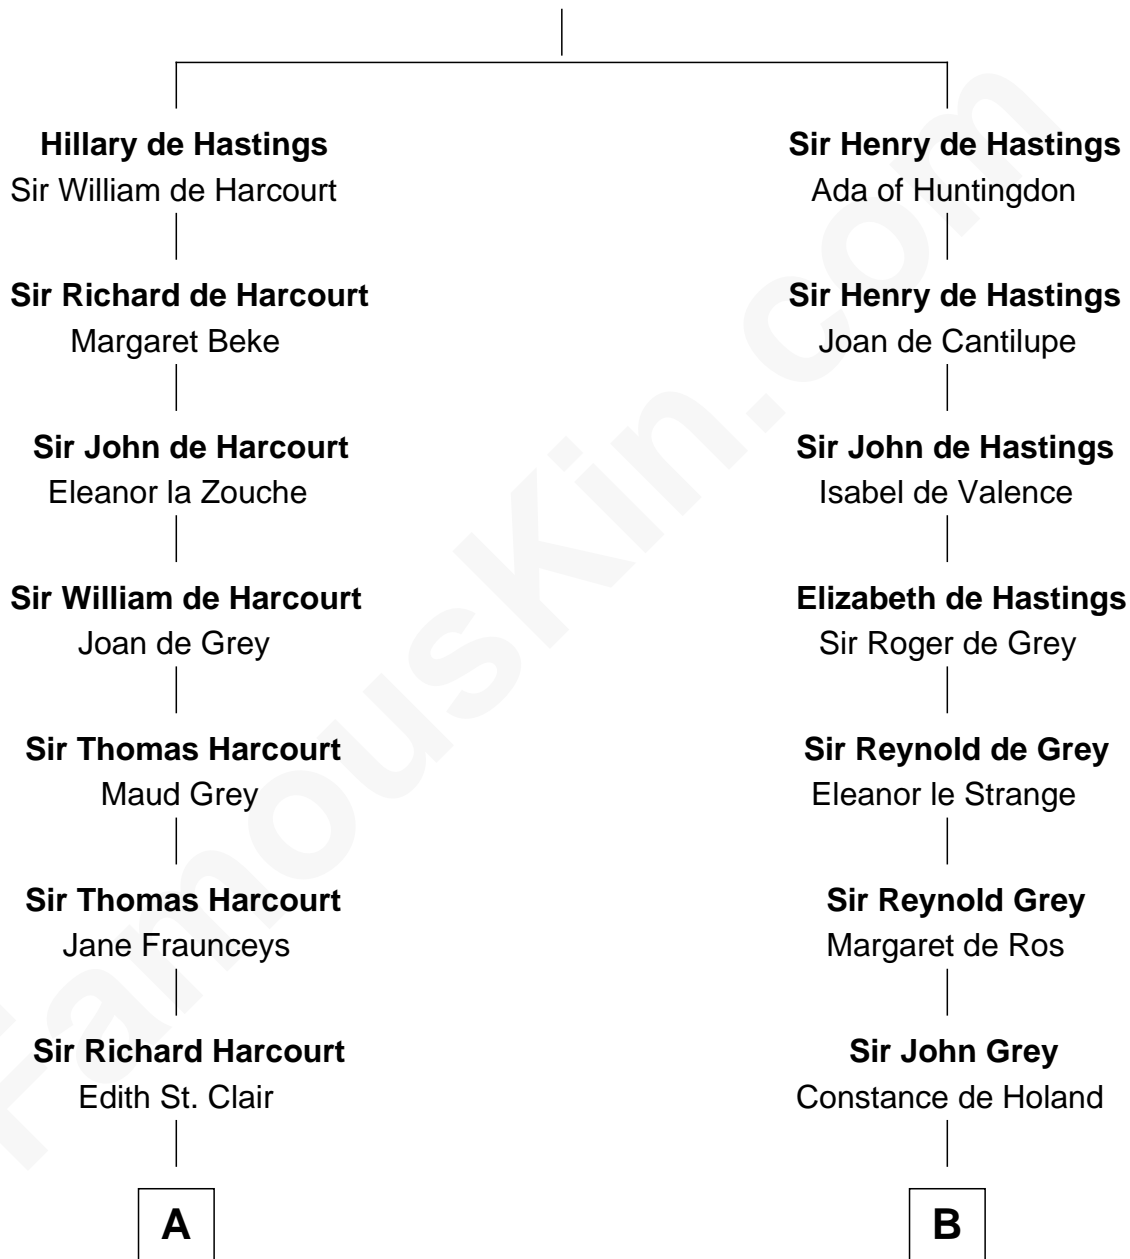 Hillary de Hastings
Sir William de Harcourt
Sir Richard de Harcourt
Margaret Beke
Sir John de Harcourt
Eleanor la Zouche
Sir William de Harcourt
Joan de Grey
Sir Thomas Harcourt
Maud Grey
Sir Thomas Harcourt
Jane Fraunceys
Sir Richard Harcourt
Edith St. Clair
A
Sir Henry de Hastings
Ada of Huntingdon
Sir Henry de Hastings
Joan de Cantilupe
Sir John de Hastings
Isabel de Valence
Elizabeth de Hastings
Sir Roger de Grey
Sir Reynold de Grey
Eleanor le Strange
Sir Reynold Grey
Margaret de Ros
Sir John Grey
Constance de Holand
B
FamousKin.com